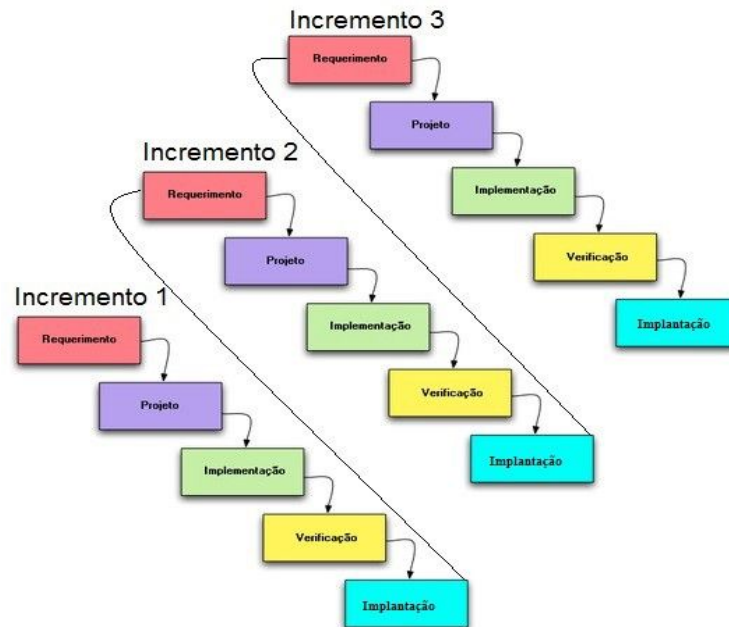 Incremento 3
Requerimento
Projeto
Implementação
Verificação
Implantação
Incremento 2
Requerimento
Projeto
Implementação
Verificação
Implantação
Incremento 1
Requerimento
Projeto
Implementação
Verificação
Implantação